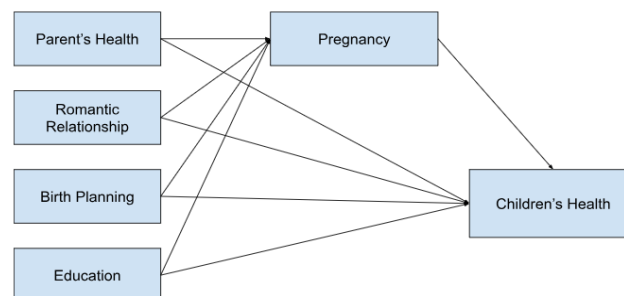 Parent's Health
Pregnancy
Romantic
Relationship
Birth Planning
Children's Health
Education